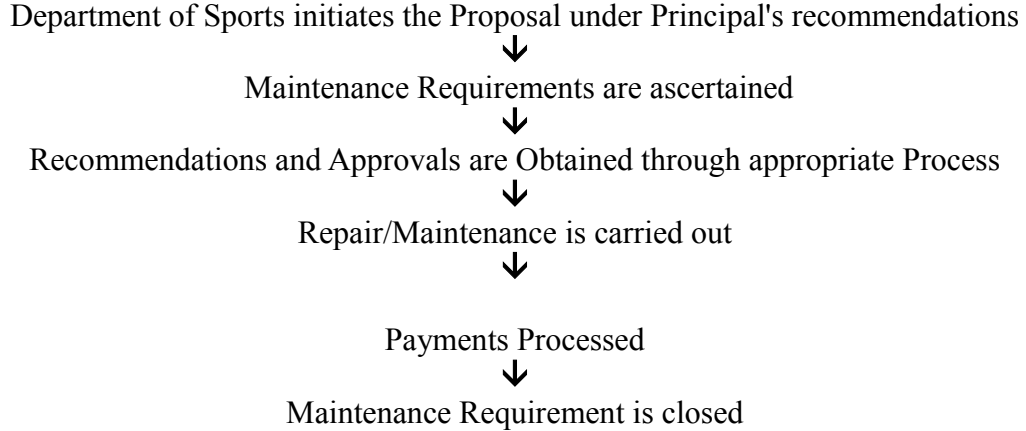 Department of Sports initiates the Proposal under Principal's recommendations
Maintenance Requirements are ascertained
Recommendations and Approvals are Obtained through appropriate Process
Repair/Maintenance is carried out
Payments Processed
Maintenance Requirement is closed